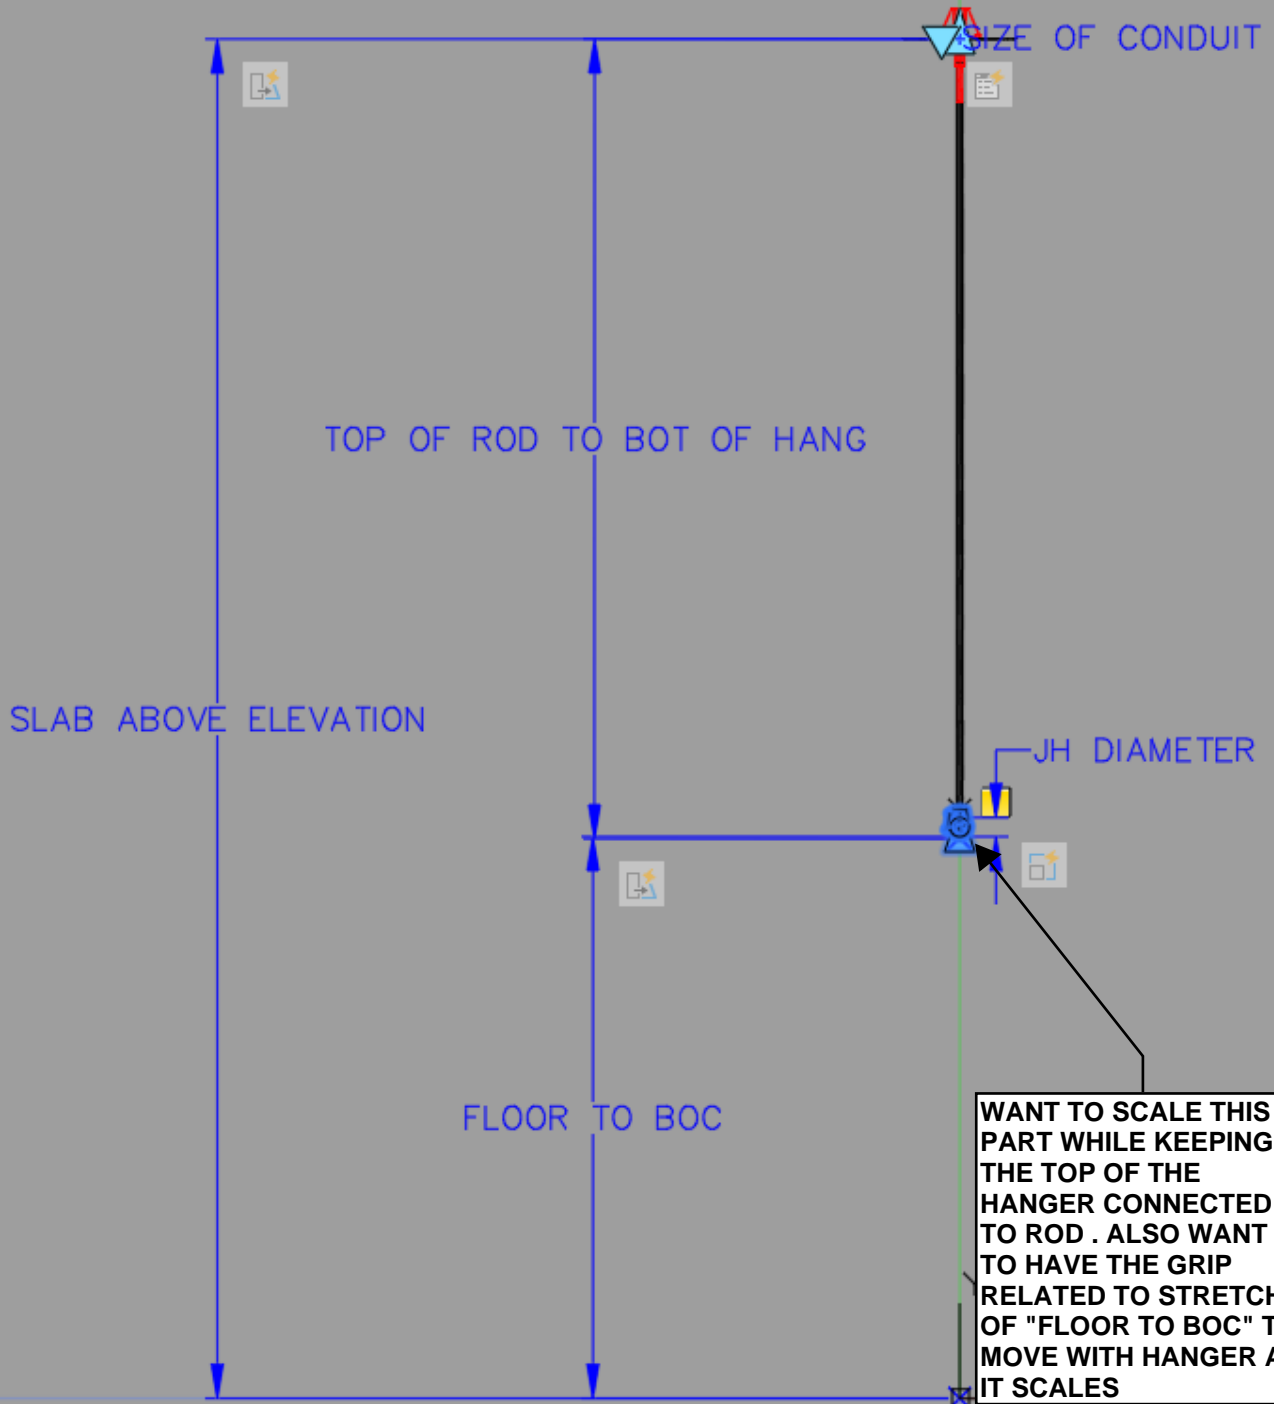 SIZE OF CONDUIT
TOP OF ROD TO BOT OF HANG
SLAB ABOVE ELEVATION
JH DIAMETER
FLOOR TO BOC
WANT TO SCALE THIS
PART WHILE KEEPING
THE TOP OF THE
HANGER CONNECTED
TO ROD . ALSO WANT
TO HAVE THE GRIP
RELATED TO STRETCH
OF "FLOOR TO BOC" T
MOVE WITH HANGER A
IT SCALES
Y